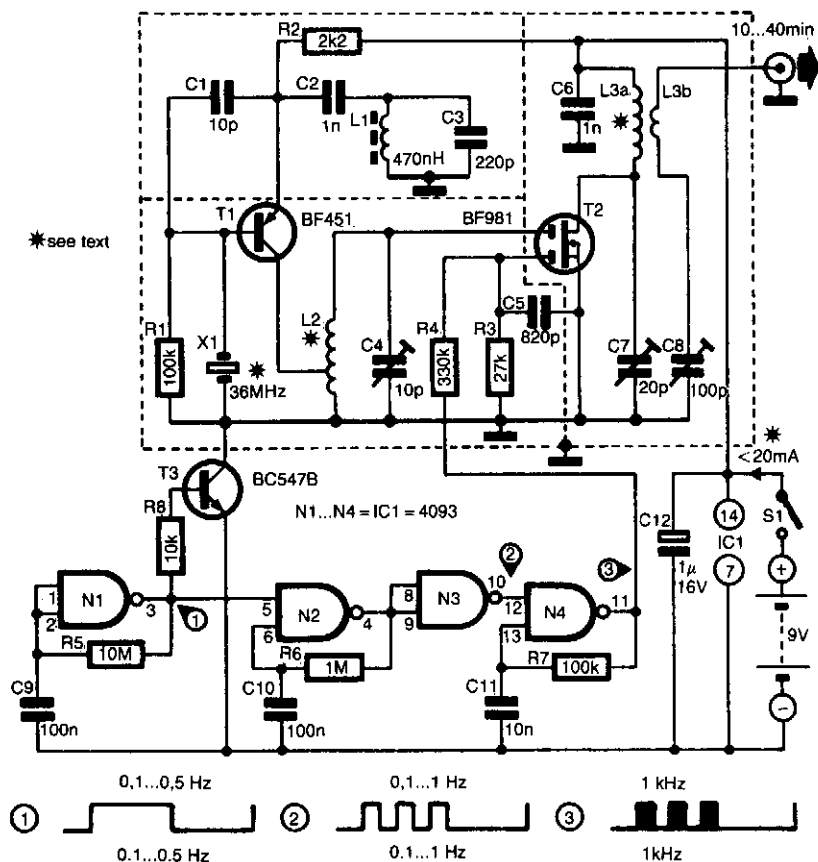 R2
2k2
10...40min
C1
10p
C2
1n
L1
470nH
C3
220p
C6
1n
L3a
L3b
T1
BF451
BF981
T2
see text
R1
100k
X1
36MHz
L2
C4
10p
R4
330k
R3
27k
C5
820p
C7
20p
C8
100p
T3
BC547B
<20mA
R8
10k
N1...N4 = IC1 = 4093
C12
1µ
16V
14
IC1
7
S1
+
9V
−
1
2
N1
3
1
5
6
N2
4
8
9
N3
10
2
12
13
N4
11
3
R5
10M
R6
1M
R7
100k
C9
100n
C10
100n
C11
10n
0,1...0,5 Hz
0,1...1 Hz
1 kHz
1
2
3
0.1...0.5 Hz
0.1...1 Hz
1kHz